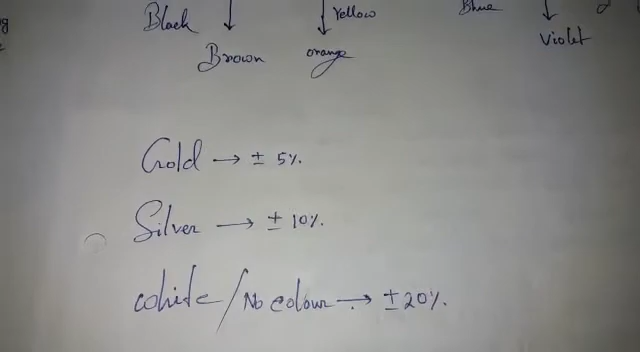 Black Yellow Blue
Brown orange Violet
Gold → ± 5%.
Silver → ± 10%.
white / No colour → ± 20%.